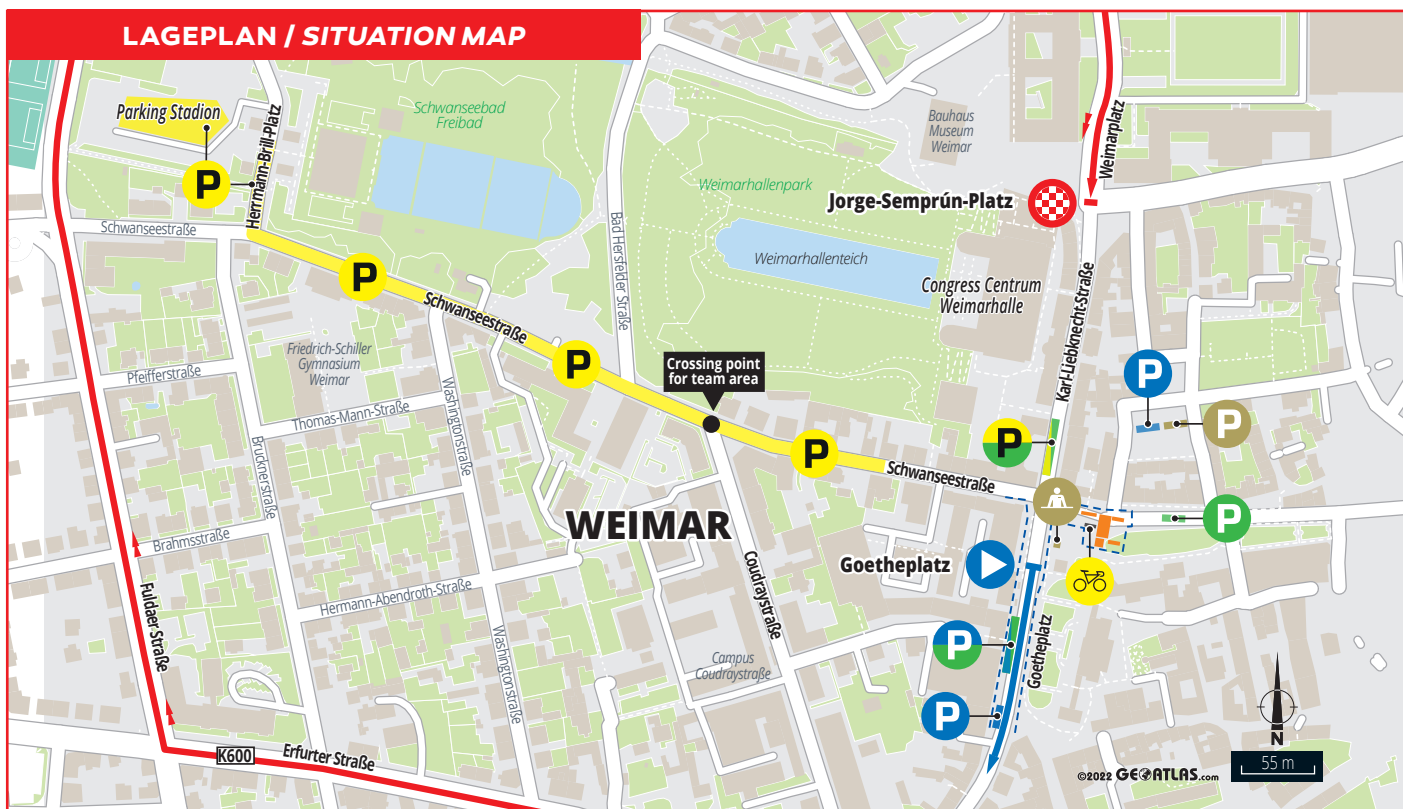 LAGEPLAN / SITUATION MAP
Parking Stadion
P
Herrmann-Brill-Platz
Schwanseebad
Freibad
Bauhaus
Museum
Weimar
Weimarplatz
Weimarhallenpark
Jorge-Semprún-Platz
Schwanseestraße
Bad Hersfelder Straße
Weimarhallenteich
Congress Centrum
Weimarhalle
Karl-Liebknecht-Straße
P
Schwanseestraße
Friedrich-Schiller
Gymnasium
Weimar
P
Crossing point
for team area
P
Pfeifferstraße
Thomas-Mann-Straße
Washingtonstraße
Brucknerstraße
P
P
P
Schwanseestraße
P
WEIMAR
Brahmsstraße
Goetheplatz
Fuldaer Straße
Hermann-Abendroth-Straße
Coudraystraße
Washingtonstraße
Campus
Coudraystraße
P
Goetheplatz
P
K600
Erfurter Straße
N
55 m
©2022 GEOATLAS.com